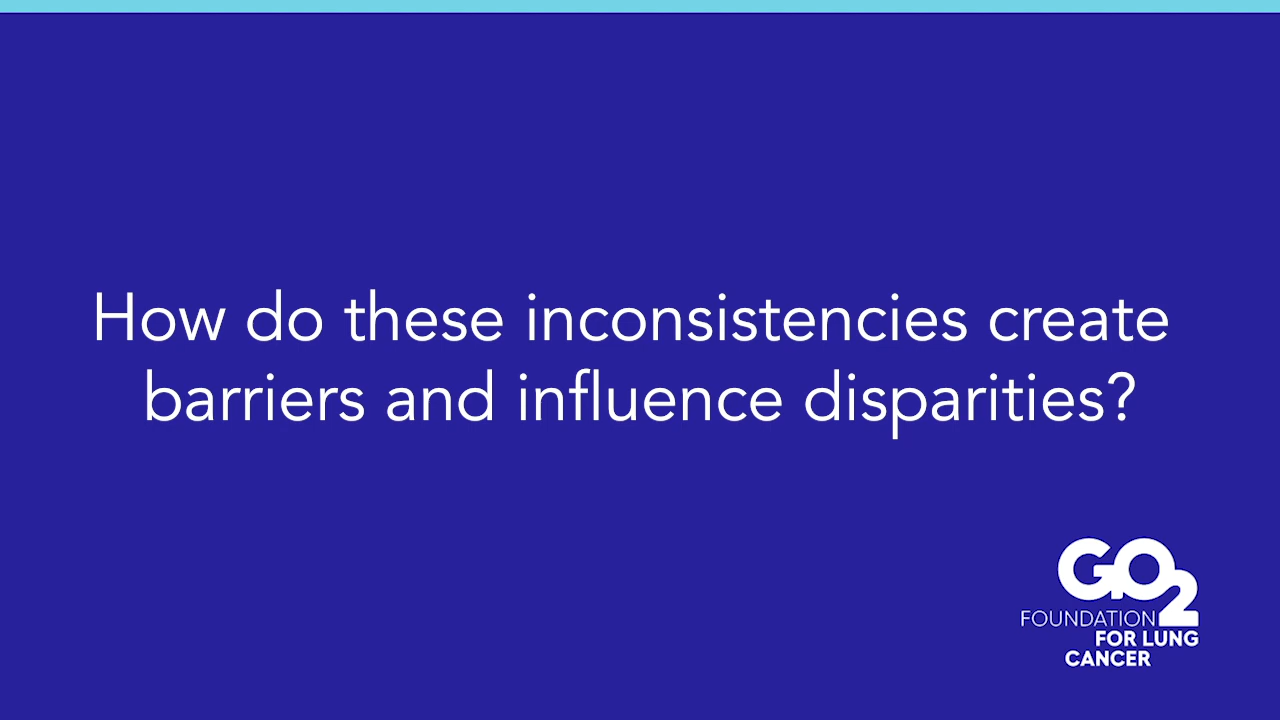 How do these inconsistencies create
barriers and influence disparities?
GO2
FOUNDATION
FOR LUNG
CANCER